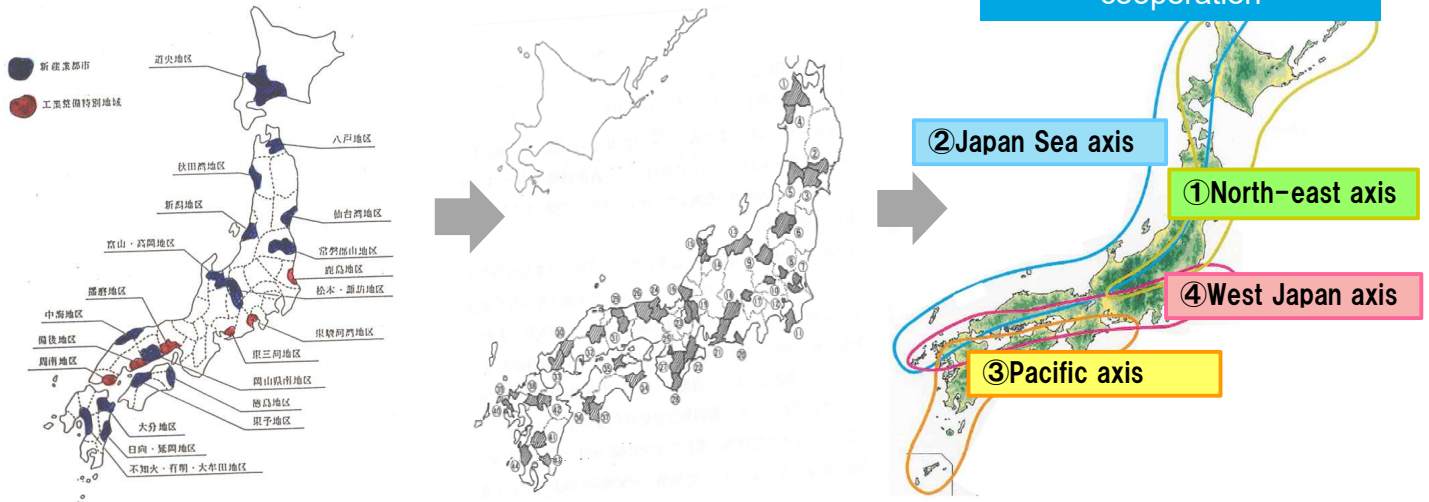 cooperation
新産業都市
工業整備特別地域
道央地区
八戸地区
秋田湾地区
新潟地区
仙台湾地区
富山・高岡地区
常磐郡山地区
鹿島地区
松本・諏訪地区
播磨地区
中海地区
東駿河湾地区
備後地区
東三河地区
周南地区
岡山県南地区
徳島地区
東予地区
大分地区
日向・延岡地区
不知火・有明・大牟田地区
②Japan Sea axis
①North-east axis
④West Japan axis
③Pacific axis